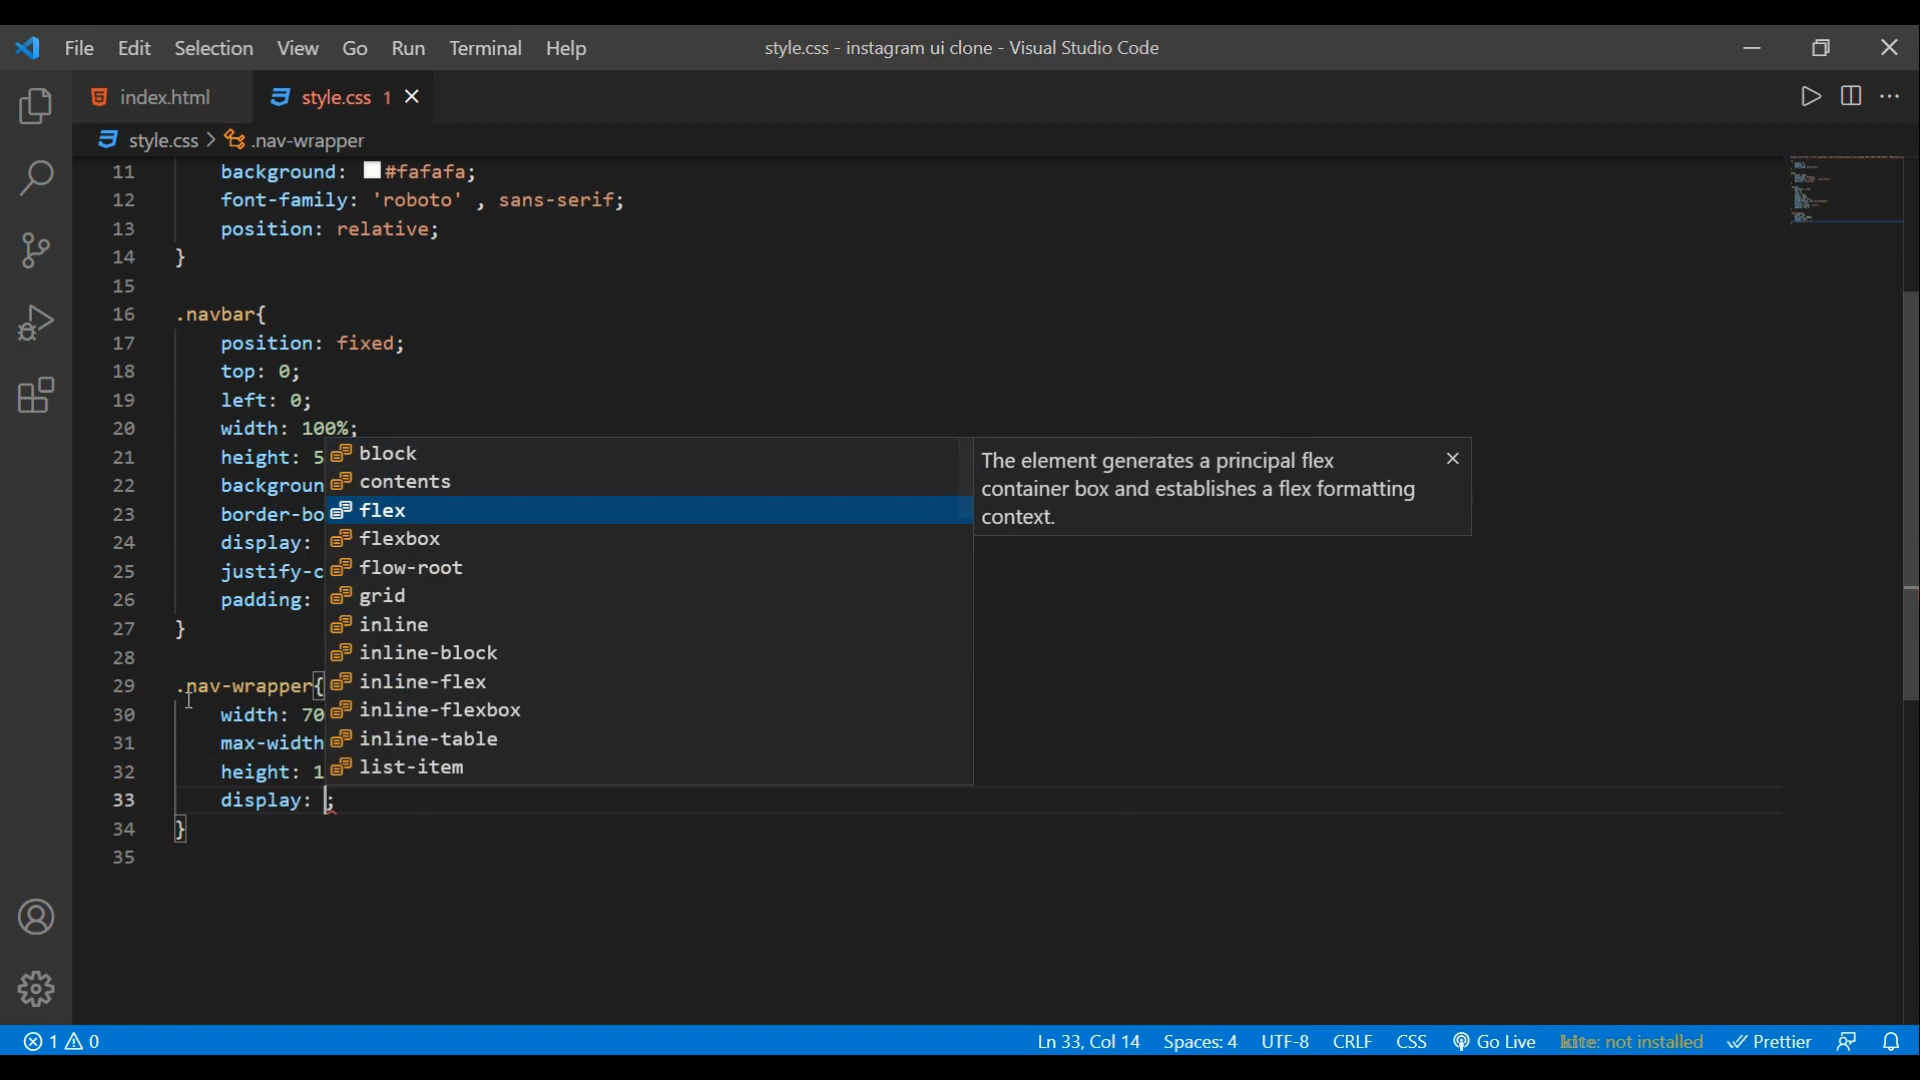 File Edit Selection View Go Run Terminal Help
style.css - instagram ui clone - Visual Studio Code
index.html
style.css 1
style.css > .nav-wrapper
11 background: #fafafa;
12 font-family: 'roboto' , sans-serif;
13 position: relative;
14 }
15
16 .navbar{
17 position: fixed;
18 top: 0;
19 left: 0;
20 width: 100%;
21 height: 5
22 backgroun
23 border-bo
24 display:
25 justify-c
26 padding:
27 }
28
29 .nav-wrapper{
30 width: 70
31 max-width
32 height: 1
33 display: ;
34 }
35
block
contents
flex
flexbox
flow-root
grid
inline
inline-block
inline-flex
inline-flexbox
inline-table
list-item
The element generates a principal flex
container box and establishes a flex formatting
context.
1 0
Ln 33, Col 14 Spaces: 4 UTF-8 CRLF CSS Go Live kite: not installed Prettier